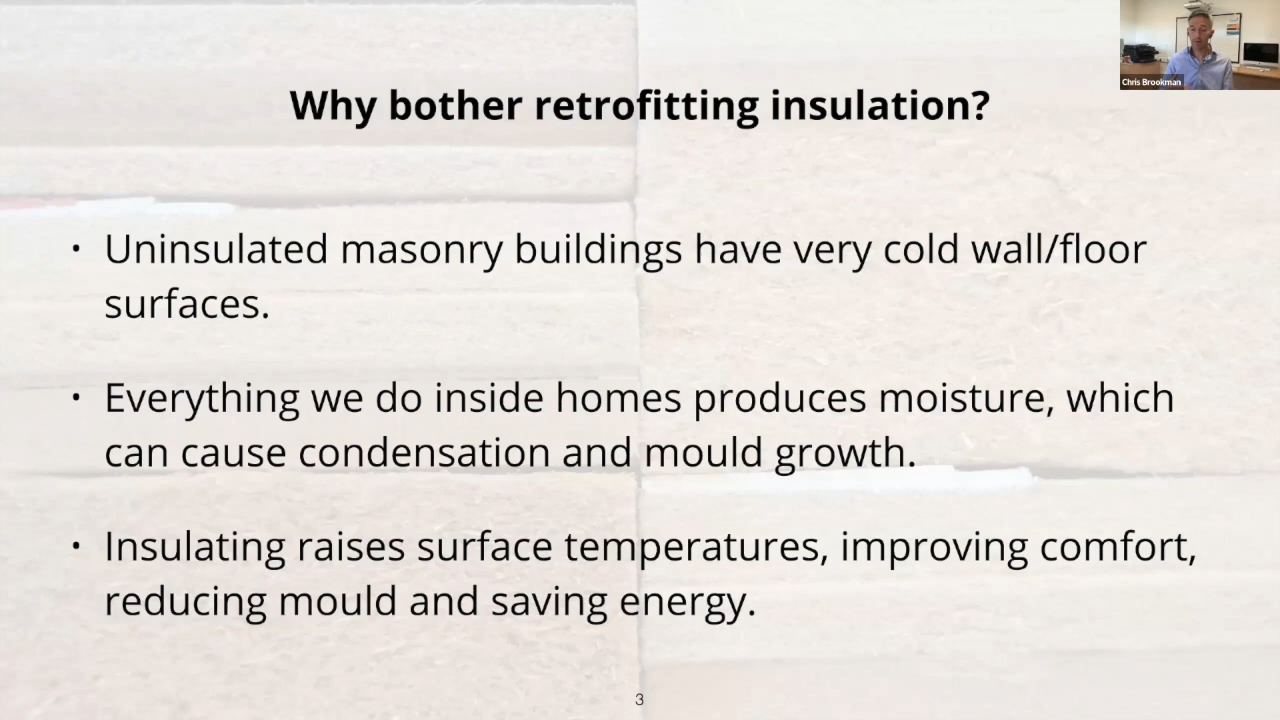 Chris Brookman
Why bother retrofitting insulation?
• Uninsulated masonry buildings have very cold wall/floor
surfaces.
• Everything we do inside homes produces moisture, which
can cause condensation and mould growth.
• Insulating raises surface temperatures, improving comfort,
reducing mould and saving energy.
3